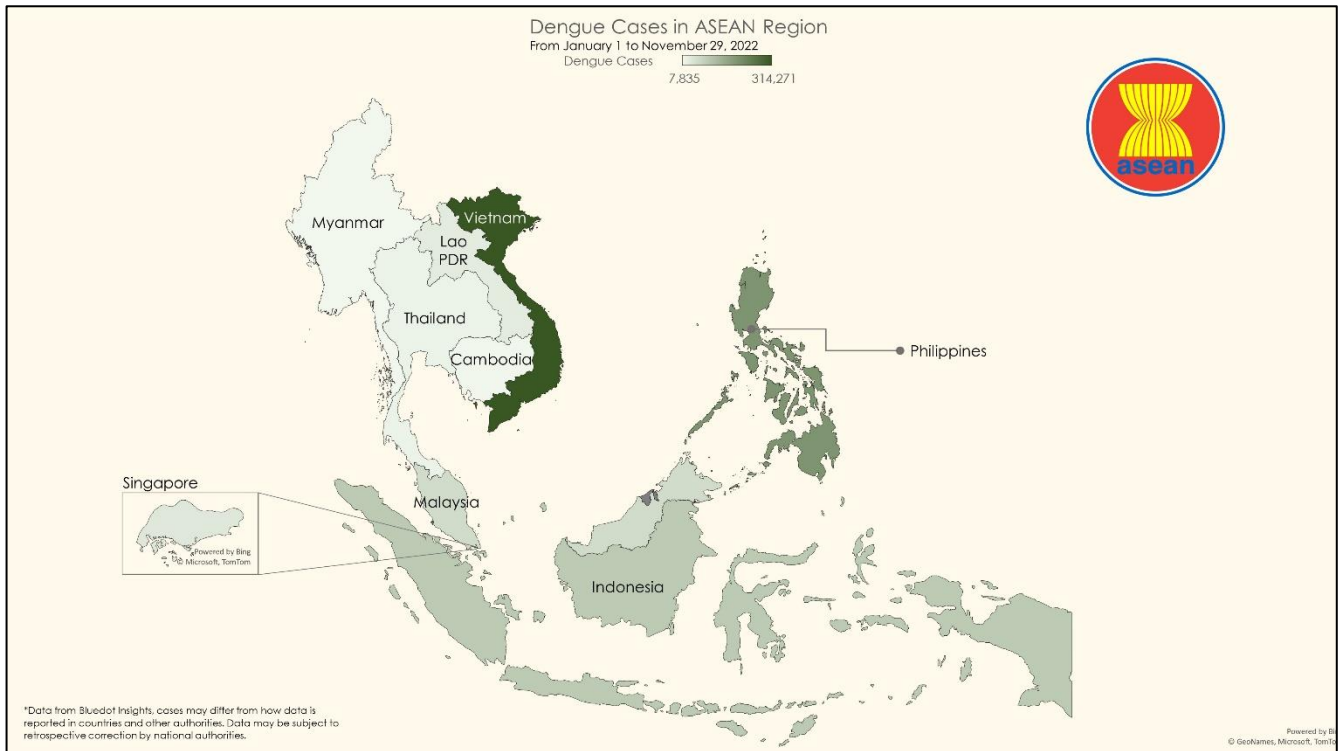 Dengue Cases in ASEAN Region
From January 1 to November 29, 2022
Dengue Cases
7,835 314,271
asean
Myanmar
Vietnam
Lao
PDR
Thailand
Cambodia
Philippines
Singapore
Powered by Bing
© Microsoft, TomTom
Malaysia
Indonesia
*Data from Bluedot Insights, cases may differ from how data is
reported in countries and other authorities. Data may be subject to
retrospective correction by national authorities.
Powered by
© GeoNames, Microsoft,